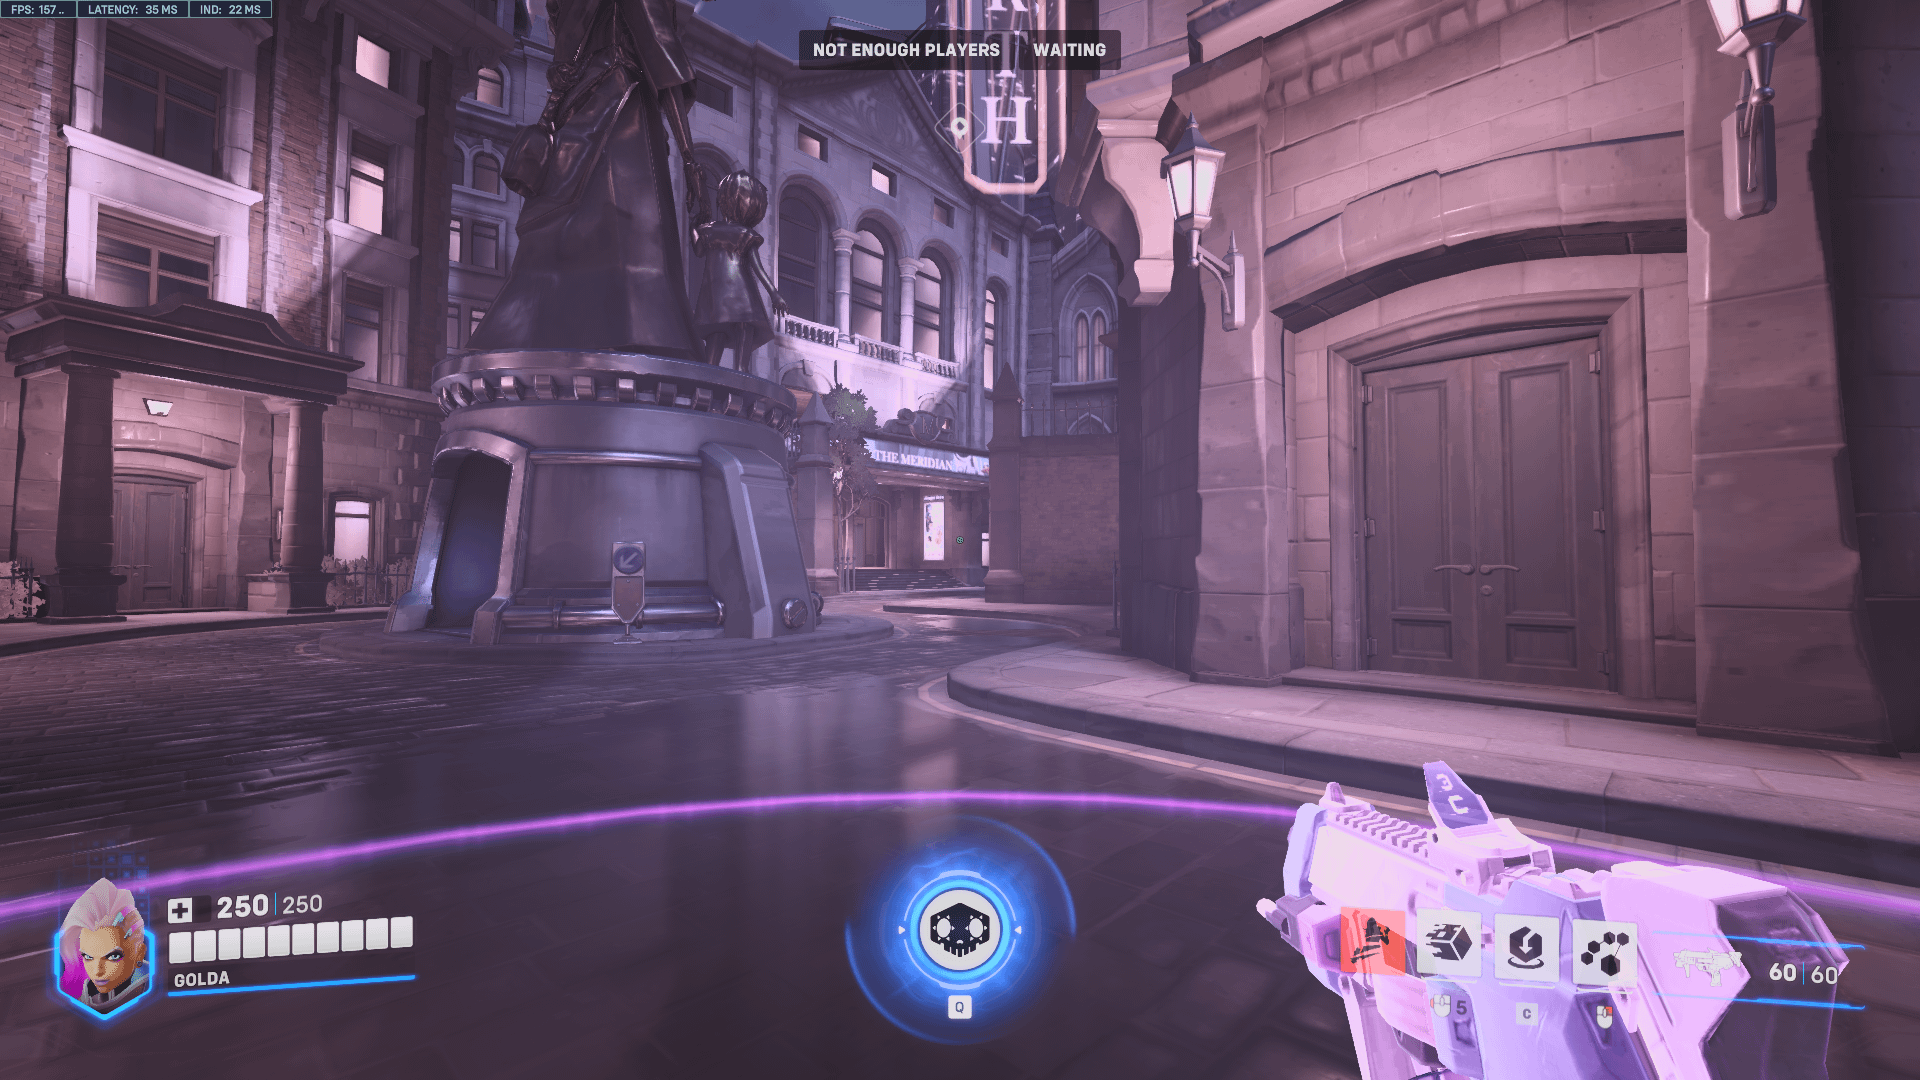 FPS: 157 .. LATENCY: 35 MS IND: 22 MS
NOT ENOUGH PLAYERS WAITING
H
THE MERIDIAN
3C
250 250
GOLDA
Q
5
C
60 60